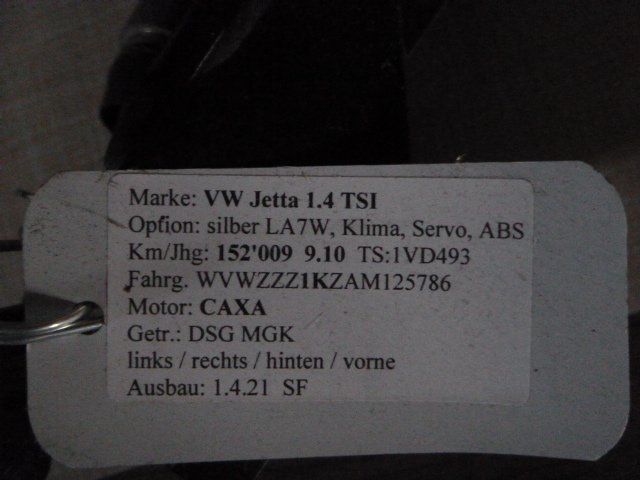 Marke: VW Jetta 1.4 TSI
Option: silber LA7W, Klima, Servo, ABS
Km/Jhg: 152'009 9.10 TS:1VD493
Fahrg. WVWZZZ1KZAM125786
Motor: CAXA
Getr.: DSG MGK
links / rechts / hinten / vorne
Ausbau: 1.4.21 SF